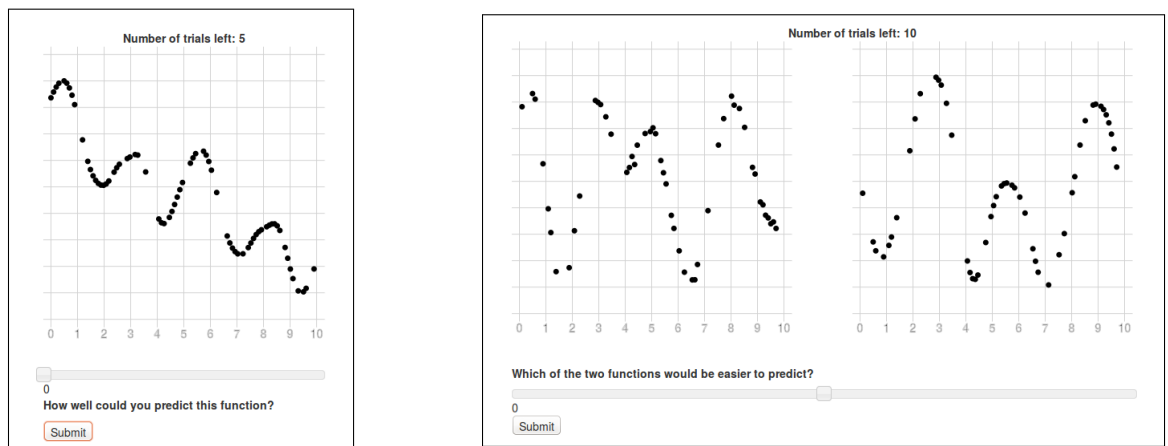 Number of trials left: 5
0 1 2 3 4 5 6 7 8 9 10
0
How well could you predict this function?
Submit
Number of trials left: 10
0 1 2 3 4 5 6 7 8 9 10
0 1 2 3 4 5 6 7 8 9 10
Which of the two functions would be easier to predict?
0
Submit